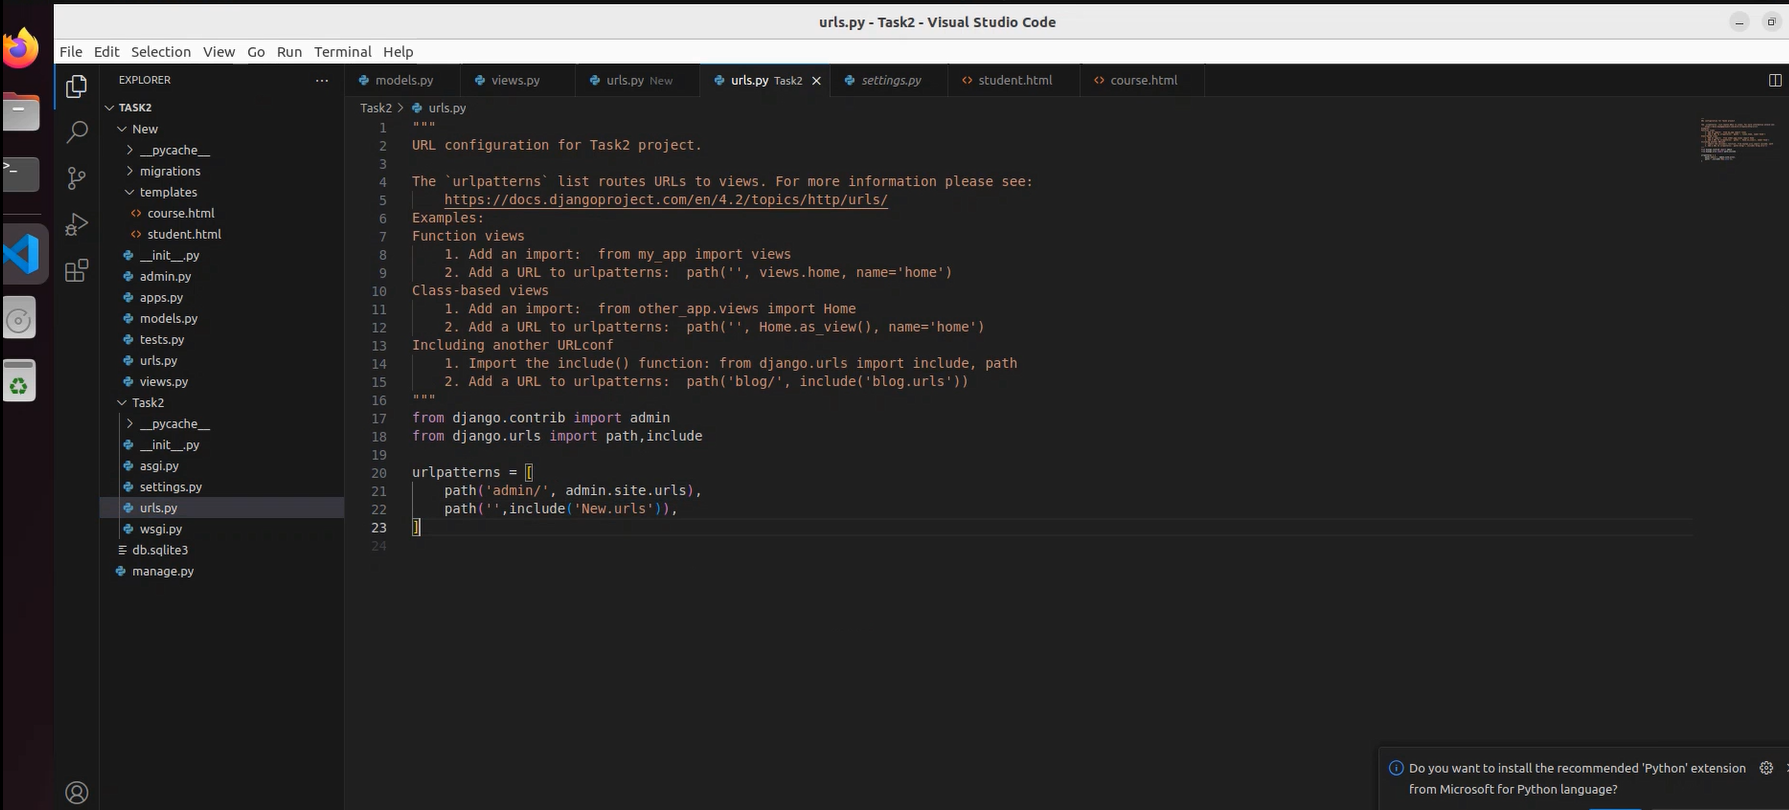 urls.py - Task2 - Visual Studio Code
File Edit Selection View Go Run Terminal Help
EXPLORER
TASK2
New
__pycache__
migrations
templates
course.html
student.html
__init__.py
admin.py
apps.py
models.py
tests.py
urls.py
views.py
Task2
__pycache__
__init__.py
asgi.py
settings.py
urls.py
wsgi.py
db.sqlite3
manage.py
models.py views.py urls.py New urls.py Task2 settings.py student.html course.html
Task2 > urls.py
1 """
2 URL configuration for Task2 project.
3
4 The `urlpatterns` list routes URLs to views. For more information please see:
5     https://docs.djangoproject.com/en/4.2/topics/http/urls/
6 Examples:
7 Function views
8     1. Add an import:  from my_app import views
9     2. Add a URL to urlpatterns:  path('', views.home, name='home')
10 Class-based views
11     1. Add an import:  from other_app.views import Home
12     2. Add a URL to urlpatterns:  path('', Home.as_view(), name='home')
13 Including another URLconf
14     1. Import the include() function: from django.urls import include, path
15     2. Add a URL to urlpatterns:  path('blog/', include('blog.urls'))
16 """
17 from django.contrib import admin
18 from django.urls import path,include
19
20 urlpatterns = [
21     path('admin/', admin.site.urls),
22     path('',include('New.urls')),
23 ]
24
Do you want to install the recommended 'Python' extension
from Microsoft for Python language?